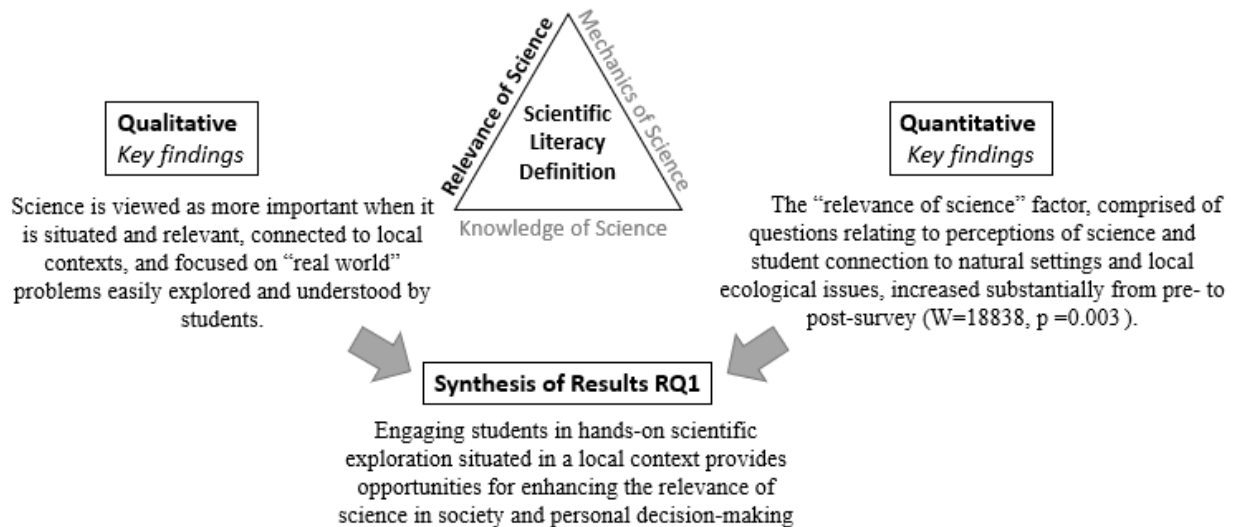 Relevance of Science
Mechanics of Science
Scientific
Literacy
Definition
Knowledge of Science
Qualitative
Key findings
Science is viewed as more important when it
is situated and relevant, connected to local
contexts, and focused on “real world”
problems easily explored and understood by
students.
Quantitative
Key findings
The “relevance of science” factor, comprised of
questions relating to perceptions of science and
student connection to natural settings and local
ecological issues, increased substantially from pre- to
post-survey (W=18838, p =0.003 ).
Synthesis of Results RQ1
Engaging students in hands-on scientific
exploration situated in a local context provides
opportunities for enhancing the relevance of
science in society and personal decision-making